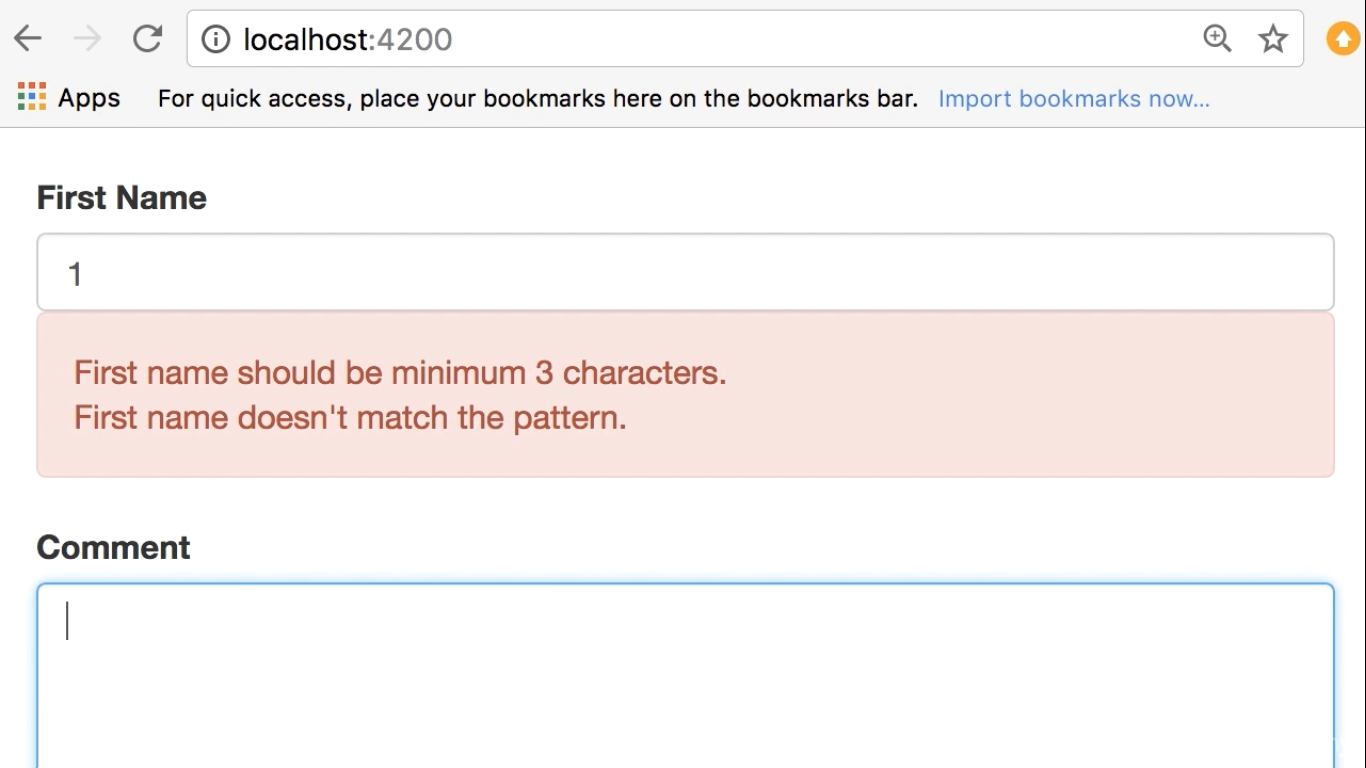 localhost:4200
Apps For quick access, place your bookmarks here on the bookmarks bar. Import bookmarks now...
First Name
1
First name should be minimum 3 characters.
First name doesn't match the pattern.
Comment